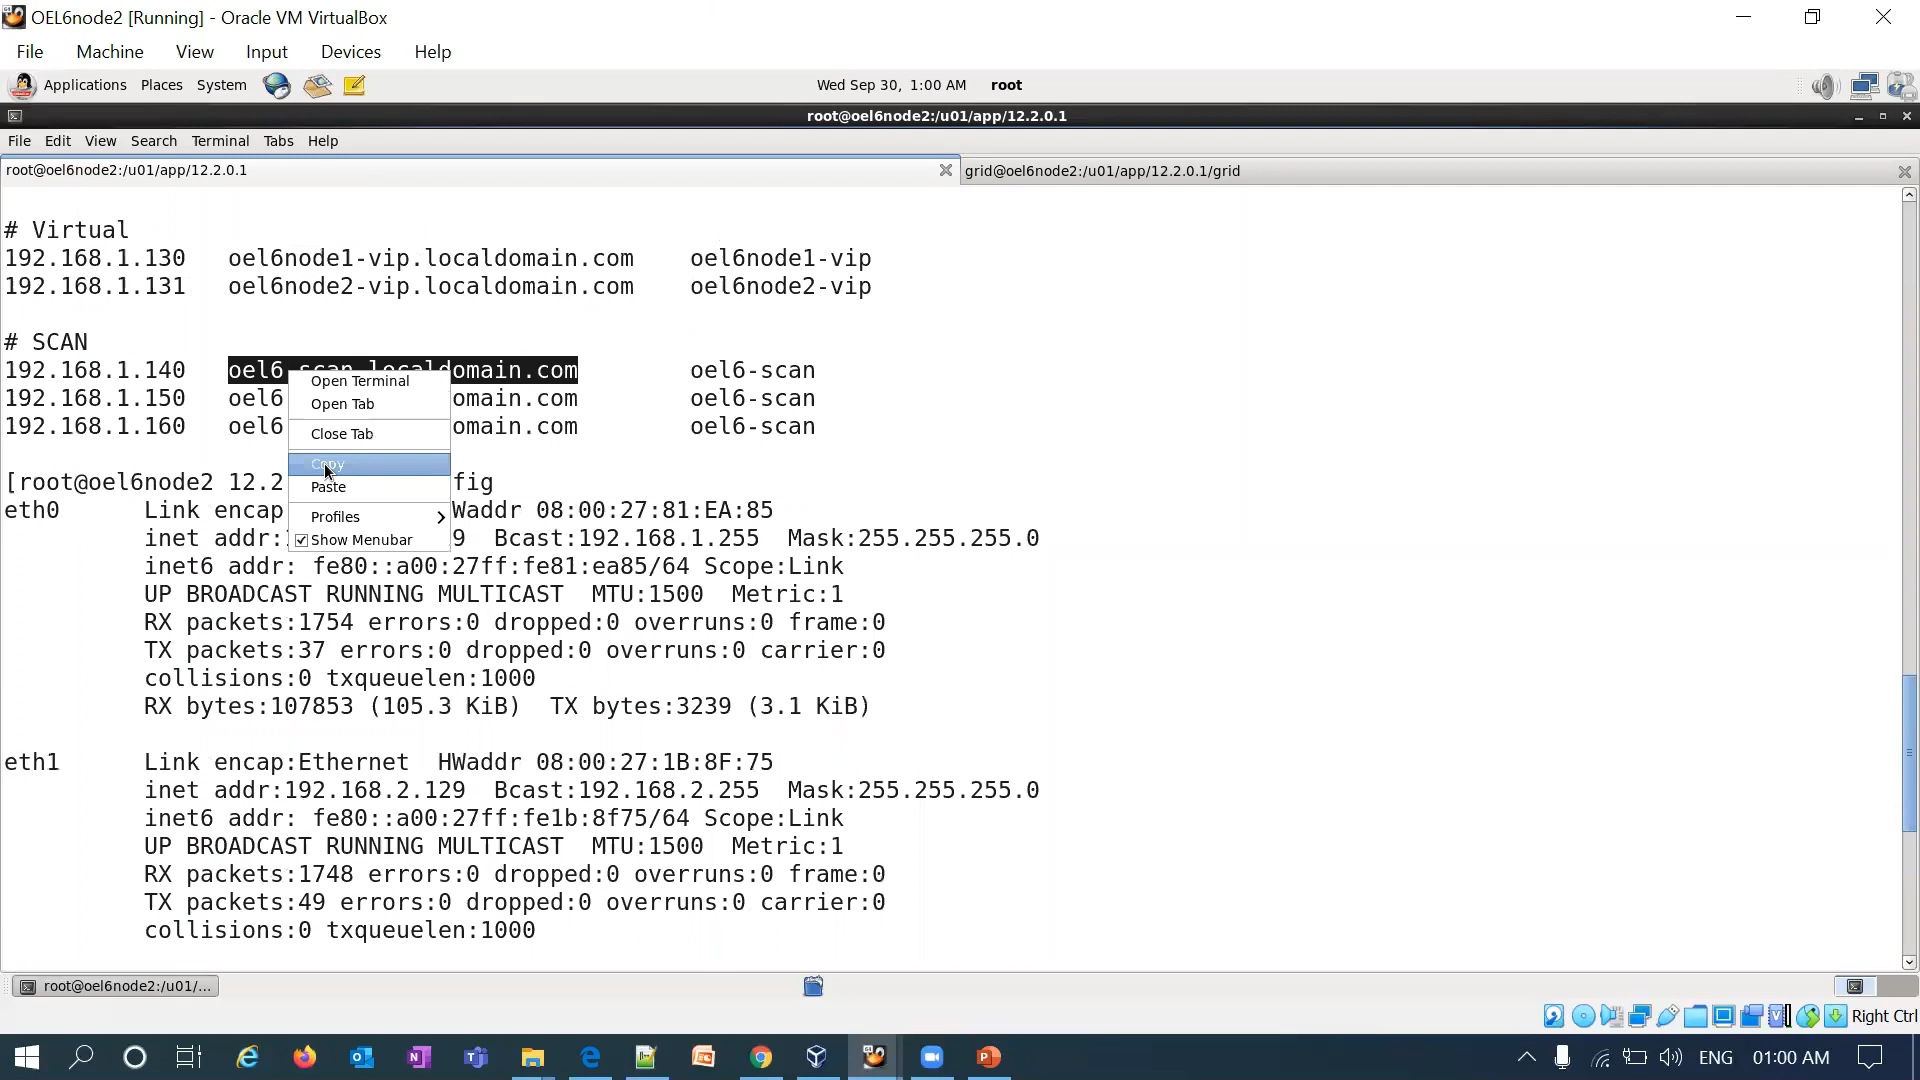 OEL6node2 [Running] - Oracle VM VirtualBox
File Machine View Input Devices Help
Applications Places System Wed Sep 30, 1:00 AM root
root@oel6node2:/u01/app/12.2.0.1
File Edit View Search Terminal Tabs Help
root@oel6node2:/u01/app/12.2.0.1 grid@oel6node2:/u01/app/12.2.0.1/grid
# Virtual
192.168.1.130 oel6node1-vip.localdomain.com oel6node1-vip
192.168.1.131 oel6node2-vip.localdomain.com oel6node2-vip
# SCAN
192.168.1.140 oel6-scan.localdomain.com oel6-scan
192.168.1.150 oel6 omain.com oel6-scan
192.168.1.160 oel6 omain.com oel6-scan
Open Terminal
Open Tab
Close Tab
Copy
Paste
Profiles
Show Menubar
[root@oel6node2 12.2 fig
eth0 Link encap Waddr 08:00:27:81:EA:85
inet addr: 9 Bcast:192.168.1.255 Mask:255.255.255.0
inet6 addr: fe80::a00:27ff:fe81:ea85/64 Scope:Link
UP BROADCAST RUNNING MULTICAST MTU:1500 Metric:1
RX packets:1754 errors:0 dropped:0 overruns:0 frame:0
TX packets:37 errors:0 dropped:0 overruns:0 carrier:0
collisions:0 txqueuelen:1000
RX bytes:107853 (105.3 KiB) TX bytes:3239 (3.1 KiB)
eth1 Link encap:Ethernet HWaddr 08:00:27:1B:8F:75
inet addr:192.168.2.129 Bcast:192.168.2.255 Mask:255.255.255.0
inet6 addr: fe80::a00:27ff:fe1b:8f75/64 Scope:Link
UP BROADCAST RUNNING MULTICAST MTU:1500 Metric:1
RX packets:1748 errors:0 dropped:0 overruns:0 frame:0
TX packets:49 errors:0 dropped:0 overruns:0 carrier:0
collisions:0 txqueuelen:1000
root@oel6node2:/u01/...
Right Ctrl
ENG 01:00 AM